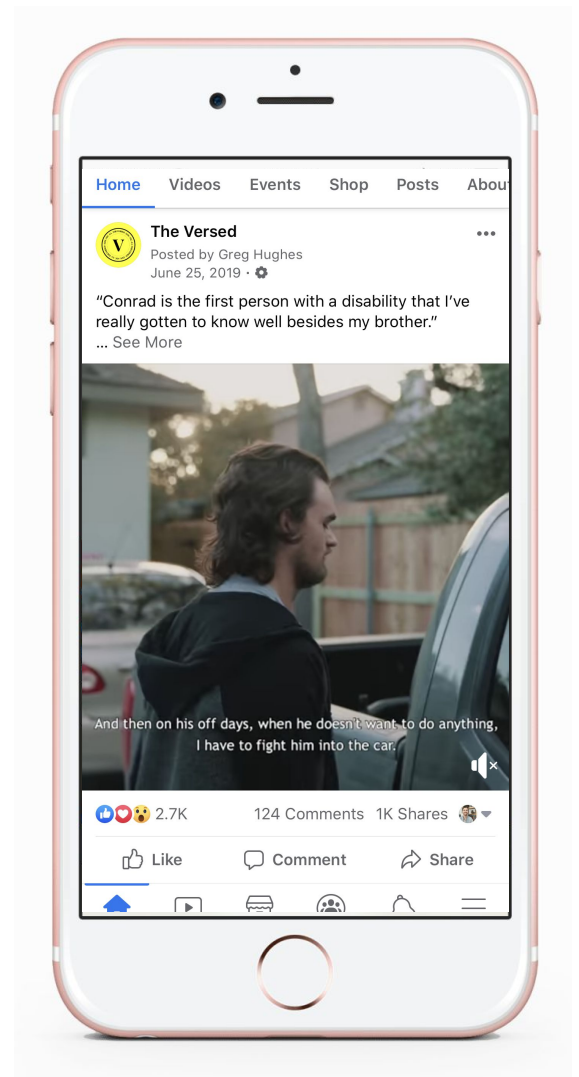 Home Videos Events Shop Posts Abou
The Versed
V
Posted by Greg Hughes
June 25, 2019 ·
“Conrad is the first person with a disability that I’ve
really gotten to know well besides my brother.”
... See More
And then on his off days, when he doesn't want to do anything,
I have to fight him into the car.
2.7K 124 Comments 1K Shares
Like Comment Share